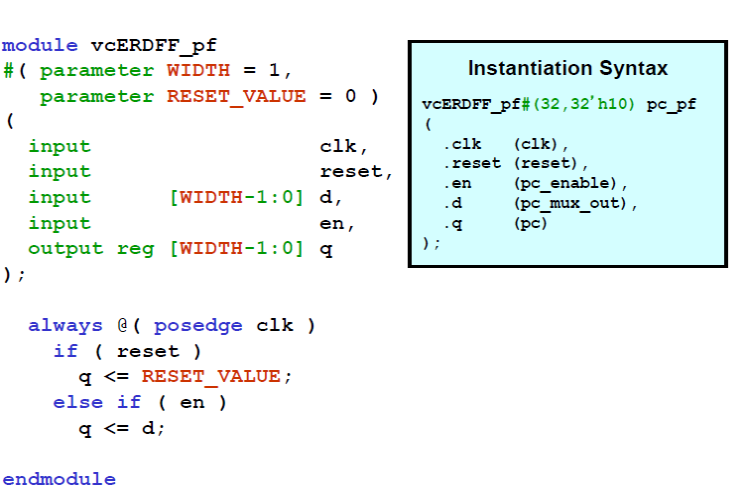 module vcERDFF_pf
#( parameter WIDTH = 1,
   parameter RESET_VALUE = 0 )
(
  input                  clk,
  input                  reset,
  input      [WIDTH-1:0] d,
  input                  en,
  output reg [WIDTH-1:0] q
);

  always @( posedge clk )
    if ( reset )
      q <= RESET_VALUE;
    else if ( en )
      q <= d;

endmodule

Instantiation Syntax
vcERDFF_pf#(32,32'h10) pc_pf
(
  .clk   (clk),
  .reset (reset),
  .en    (pc_enable),
  .d     (pc_mux_out),
  .q     (pc)
);